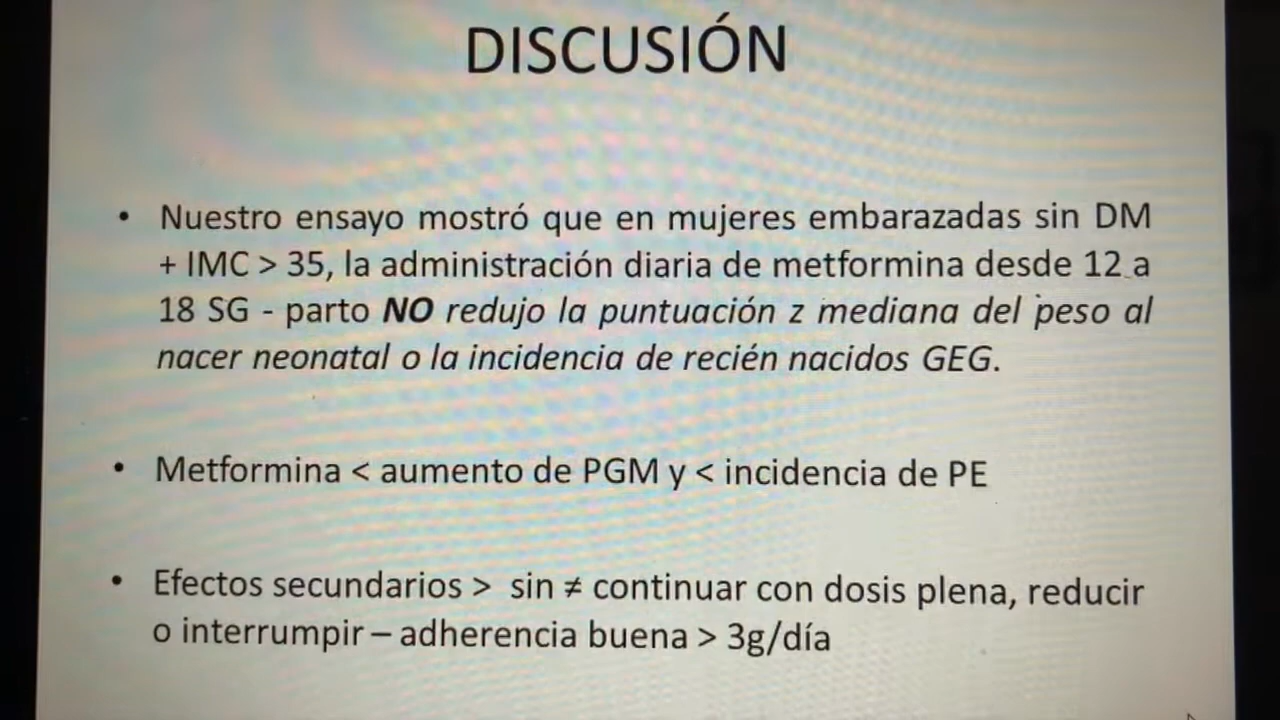 DISCUSIÓN
• Nuestro ensayo mostró que en mujeres embarazadas sin DM
+ IMC > 35, la administración diaria de metformina desde 12 a
18 SG - parto NO redujo la puntuación z mediana del peso al
nacer neonatal o la incidencia de recién nacidos GEG.
• Metformina < aumento de PGM y < incidencia de PE
• Efectos secundarios > sin ≠ continuar con dosis plena, reducir
o interrumpir – adherencia buena > 3g/día